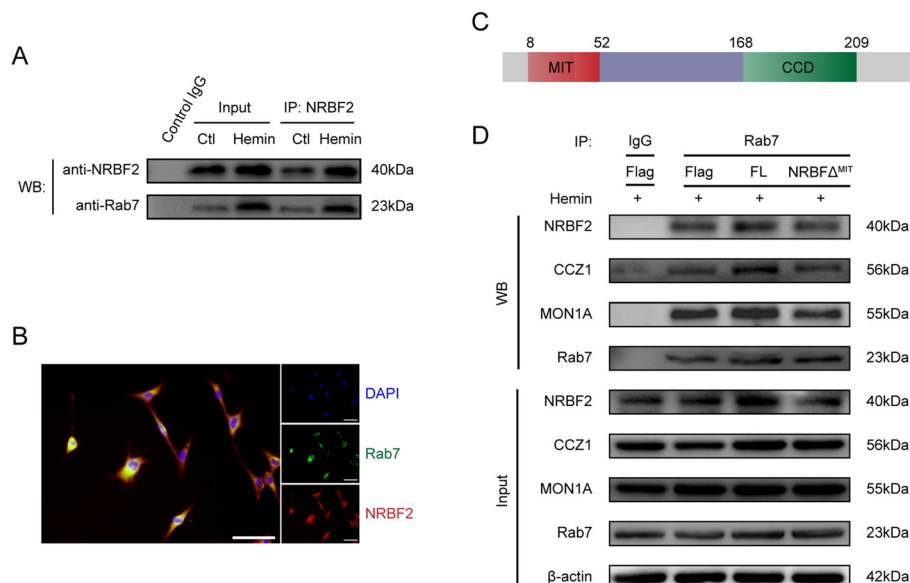 A
Control IgG
Input
IP: NRBF2
Ctl
Hemin
Ctl
Hemin
WB:
anti-NRBF2
40kDa
anti-Rab7
23kDa
B
DAPI
Rab7
NRBF2
C
8
52
168
209
MIT
CCD
D
IP:
IgG
Rab7
Flag
Flag
FL
NRBFΔMIT
Hemin
+
+
+
+
WB
NRBF2
40kDa
CCZ1
56kDa
MON1A
55kDa
Rab7
23kDa
Input
NRBF2
40kDa
CCZ1
56kDa
MON1A
55kDa
Rab7
23kDa
β-actin
42kDa